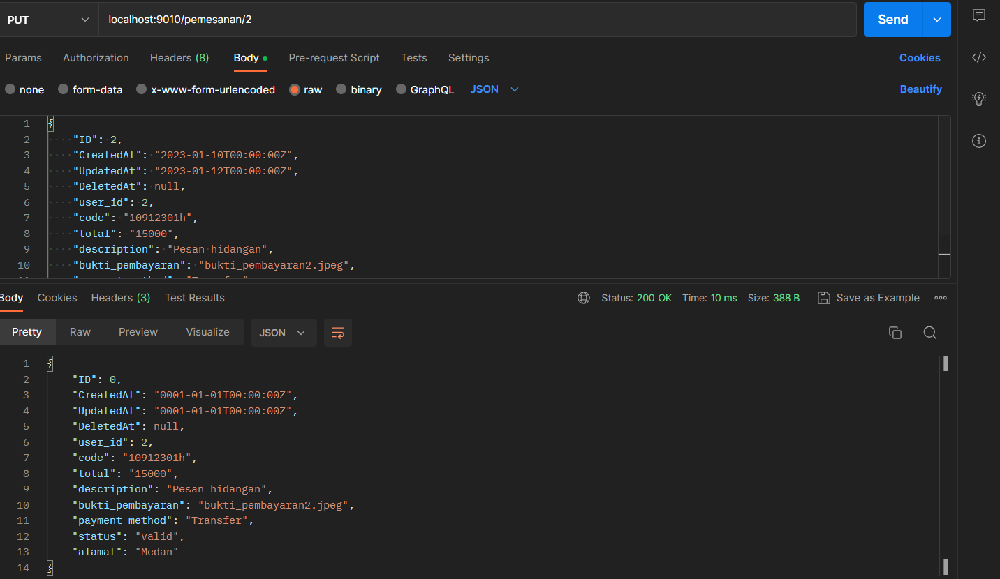 PUT localhost:9010/pemesanan/2 Send
Params Authorization Headers (8) Body Pre-request Script Tests Settings Cookies
none form-data x-www-form-urlencoded raw binary GraphQL JSON Beautify
1 {
2 "ID": 2,
3 "CreatedAt": "2023-01-10T00:00:00Z",
4 "UpdatedAt": "2023-01-12T00:00:00Z",
5 "DeletedAt": null,
6 "user_id": 2,
7 "code": "10912301h",
8 "total": "15000",
9 "description": "Pesan hidangan",
10 "bukti_pembayaran": "bukti_pembayaran2.jpeg",
Body Cookies Headers (3) Test Results Status: 200 OK Time: 10 ms Size: 388 B Save as Example
Pretty Raw Preview Visualize JSON
1 {
2 "ID": 0,
3 "CreatedAt": "0001-01-01T00:00:00Z",
4 "UpdatedAt": "0001-01-01T00:00:00Z",
5 "DeletedAt": null,
6 "user_id": 2,
7 "code": "10912301h",
8 "total": "15000",
9 "description": "Pesan hidangan",
10 "bukti_pembayaran": "bukti_pembayaran2.jpeg",
11 "payment_method": "Transfer",
12 "status": "valid",
13 "alamat": "Medan"
14 }